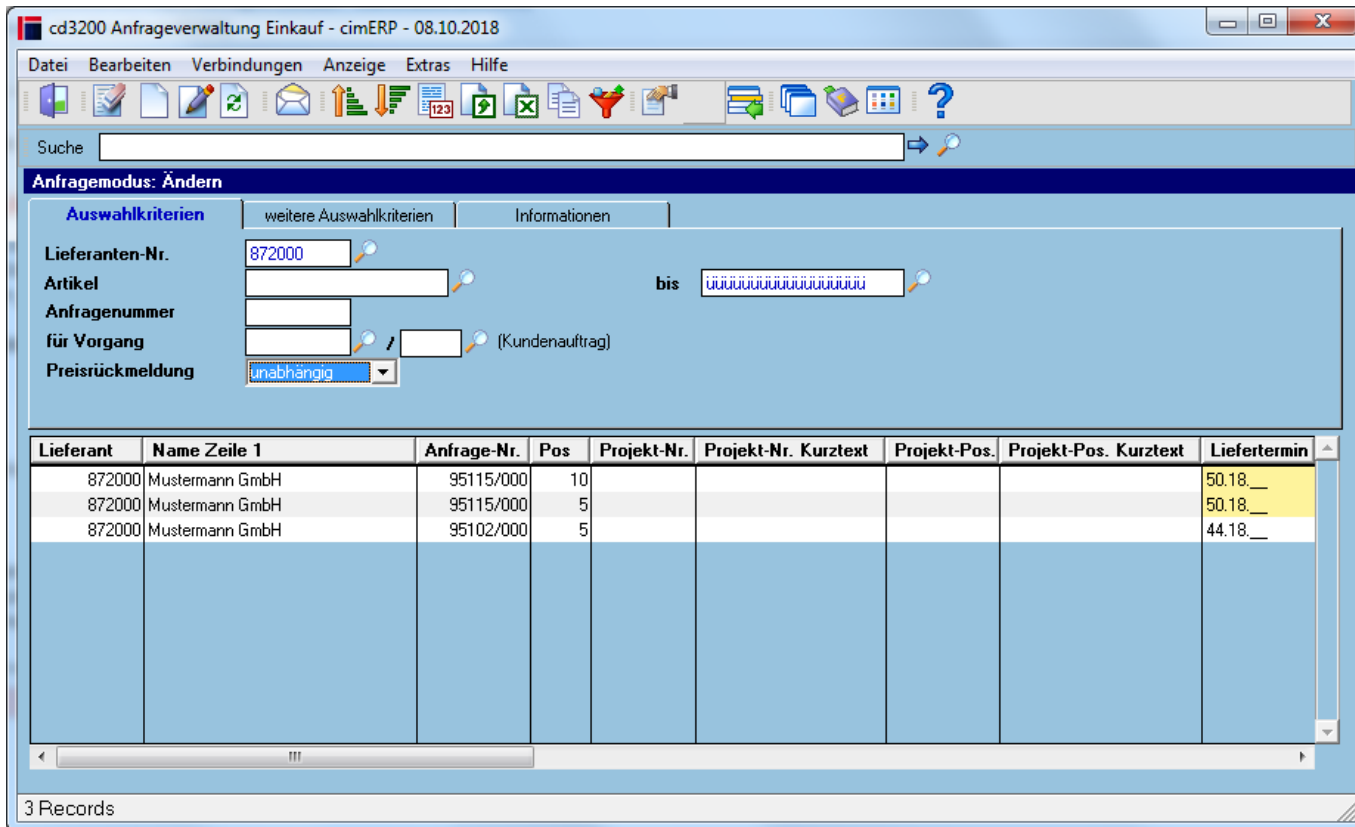 cd3200 Anfrageverwaltung Einkauf - cimERP - 08.10.2018
Datei Bearbeiten Verbindungen Anzeige Extras Hilfe
123
?
Suche
Anfragemodus: Ändern
Auswahlkriterien weitere Auswahlkriterien Informationen
Lieferanten-Nr. 872000
Artikel bis üüüüüüüüüüüüüüüüüü
Anfragenummer
für Vorgang / (Kundenauftrag)
Preisrückmeldung unabhängig
Lieferant Name Zeile 1 Anfrage-Nr. Pos Projekt-Nr. Projekt-Nr. Kurztext Projekt-Pos. Projekt-Pos. Kurztext Liefertermin
872000 Mustermann GmbH 95115/000 10 50.18.__
872000 Mustermann GmbH 95115/000 5 50.18.__
872000 Mustermann GmbH 95102/000 5 44.18.__
3 Records